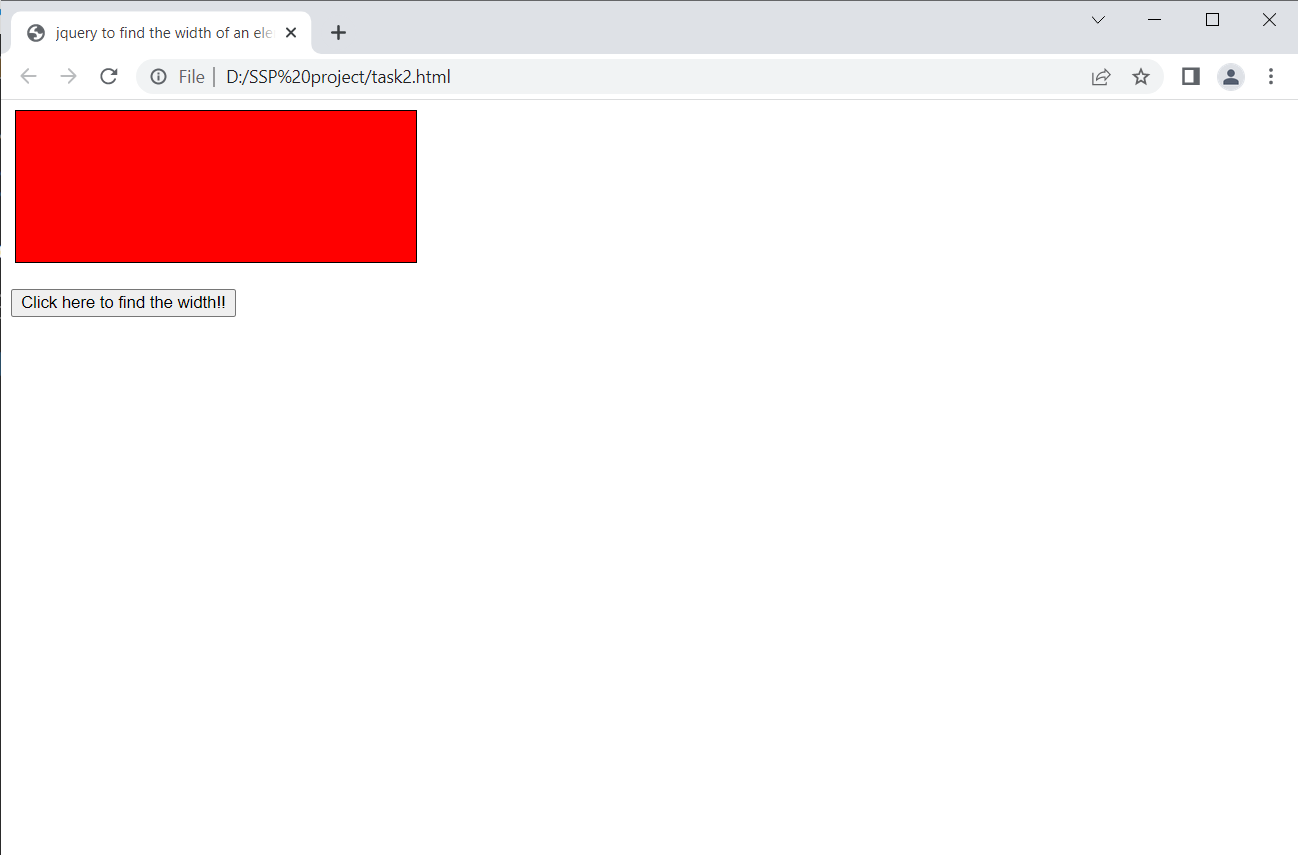 jquery to find the width of an ele
File | D:/SSP%20project/task2.html
Click here to find the width!!